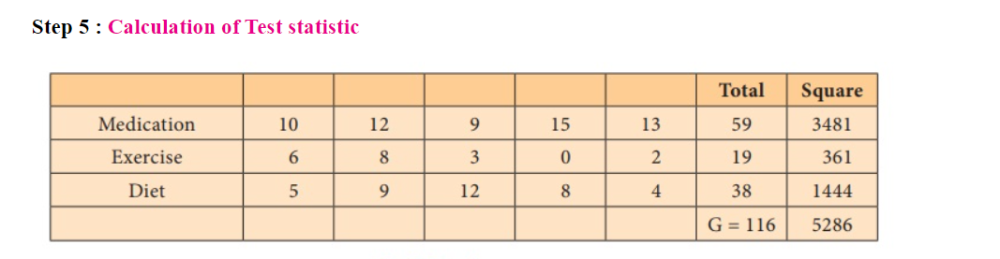 Step 5 : Calculation of Test statistic
Total Square
Medication 10 12 9 15 13 59 3481
Exercise 6 8 3 0 2 19 361
Diet 5 9 12 8 4 38 1444
G = 116 5286